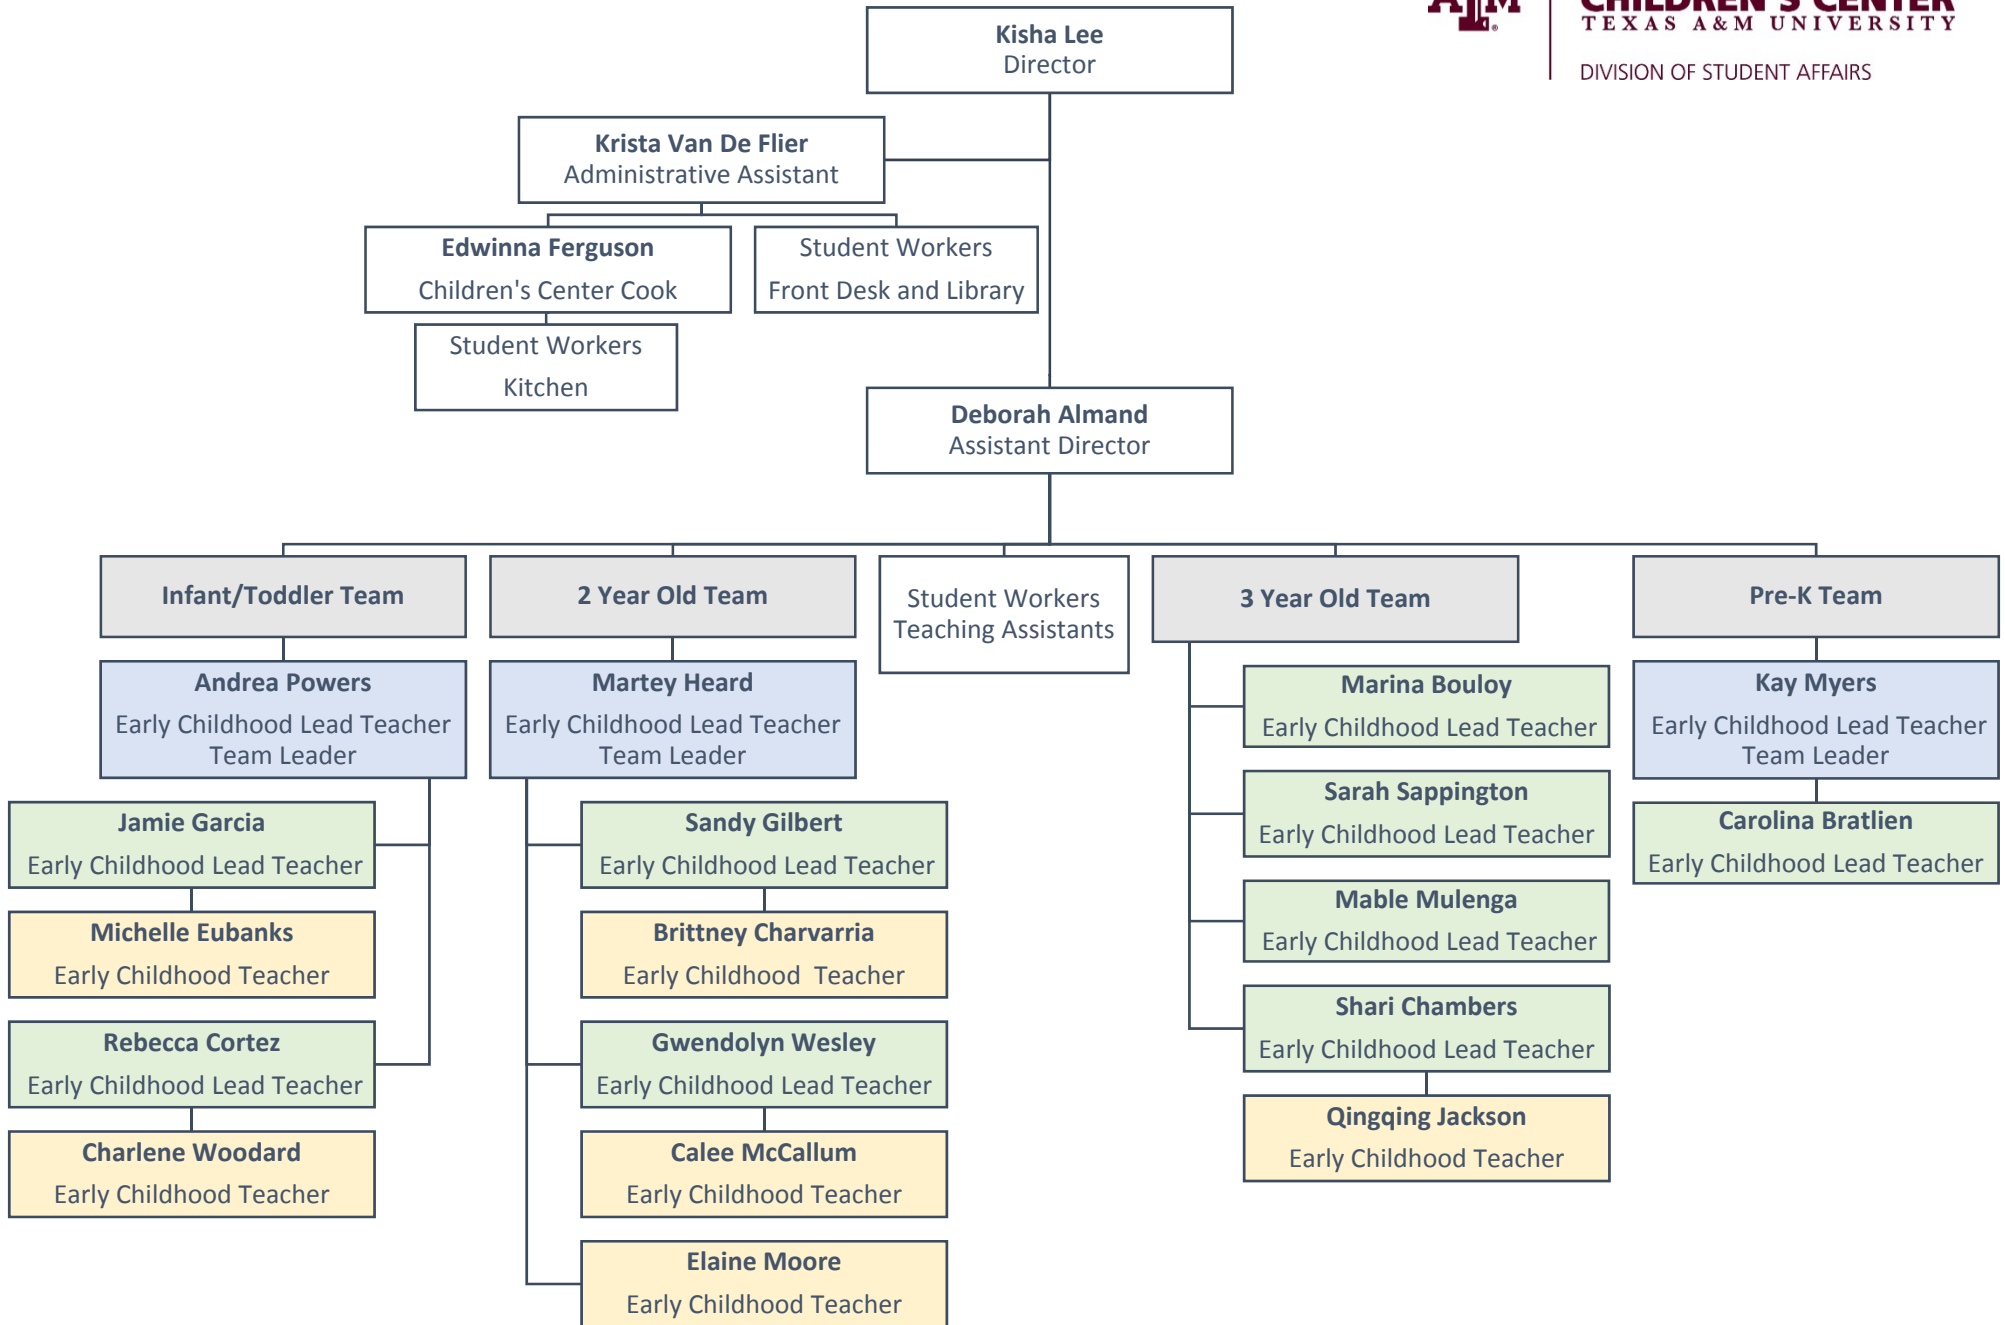 Kisha Lee
Director
ATM
®
CHILDREN'S CENTER
TEXAS A&M UNIVERSITY
DIVISION OF STUDENT AFFAIRS
Krista Van De Flier
Administrative Assistant
Edwinna Ferguson
Children's Center Cook
Student Workers
Front Desk and Library
Student Workers
Kitchen
Deborah Almand
Assistant Director
Infant/Toddler Team
Andrea Powers
Early Childhood Lead Teacher
Team Leader
Jamie Garcia
Early Childhood Lead Teacher
Michelle Eubanks
Early Childhood Teacher
Rebecca Cortez
Early Childhood Lead Teacher
Charlene Woodard
Early Childhood Teacher
2 Year Old Team
Martey Heard
Early Childhood Lead Teacher
Team Leader
Sandy Gilbert
Early Childhood Lead Teacher
Brittney Charvarria
Early Childhood  Teacher
Gwendolyn Wesley
Early Childhood Lead Teacher
Calee McCallum
Early Childhood Teacher
Elaine Moore
Early Childhood Teacher
Student Workers
Teaching Assistants
3 Year Old Team
Marina Bouloy
Early Childhood Lead Teacher
Sarah Sappington
Early Childhood Lead Teacher
Mable Mulenga
Early Childhood Lead Teacher
Shari Chambers
Early Childhood Lead Teacher
Qingqing Jackson
Early Childhood Teacher
Pre-K Team
Kay Myers
Early Childhood Lead Teacher
Team Leader
Carolina Bratlien
Early Childhood Lead Teacher